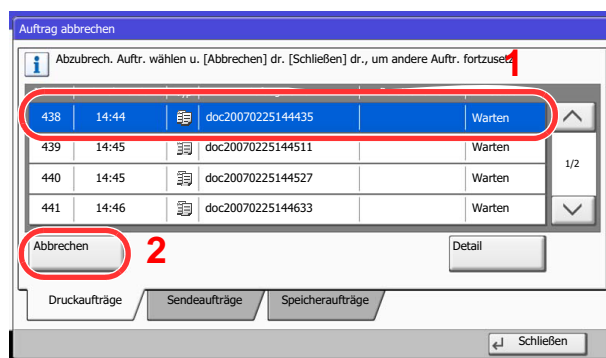 Auftrag abbrechen
Abzubrech. Auftr. wählen u. [Abbrechen] dr. [Schließen] dr., um andere Auftr.
1
438 14:44 doc20070225144435 Warten
439 14:45 doc20070225144511 Warten
1/2
440 14:45 doc20070225144527 Warten
441 14:46 doc20070225144633 Warten
Abbrechen 2 Detail
Druckaufträge Sendeaufträge Speicheraufträge
Schließen